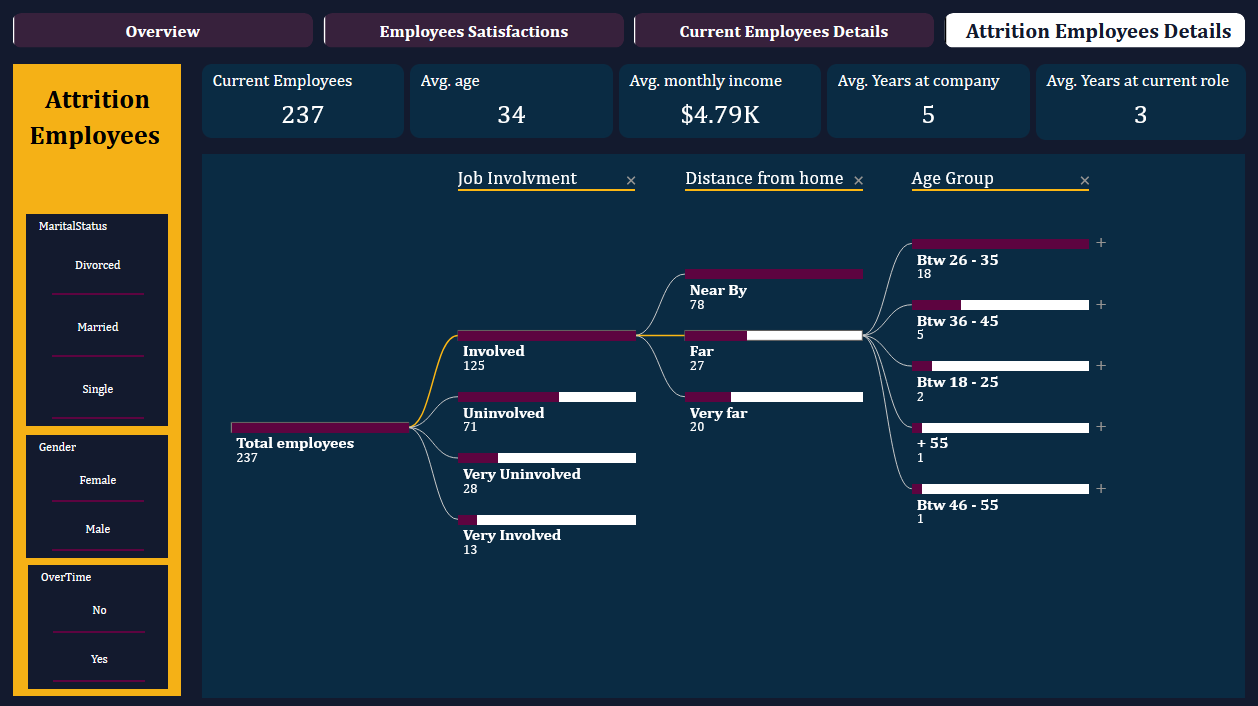 Overview
Employees Satisfactions
Current Employees Details
Attrition Employees Details
Attrition
Employees
MaritalStatus
Divorced
Married
Single
Gender
Female
Male
OverTime
No
Yes
Current Employees
237
Avg. age
34
Avg. monthly income
$4.79K
Avg. Years at company
5
Avg. Years at current role
3
Job Involvment ×
Distance from home ×
Age Group ×
Total employees
237
Involved
125
Uninvolved
71
Very Uninvolved
28
Very Involved
13
Near By
78
Far
27
Very far
20
Btw 26 - 35
18
+
Btw 36 - 45
5
+
Btw 18 - 25
2
+
+ 55
1
+
Btw 46 - 55
1
+